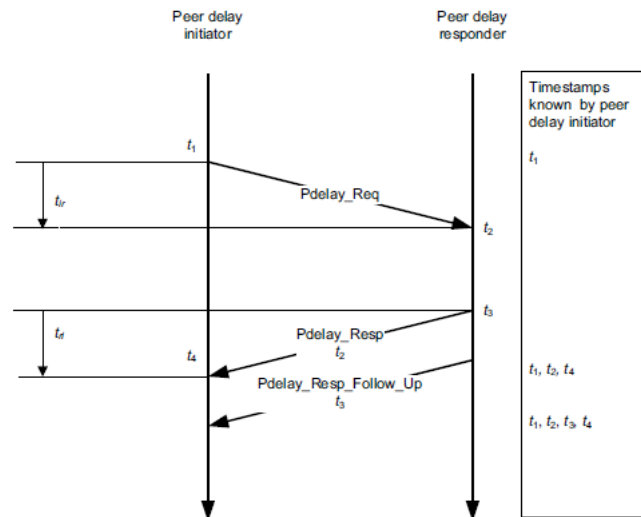 Peer delay
initiator
Peer delay
responder
Timestamps
known by peer
delay initiator
t1
t1
Pdelay_Req
tir
t2
t3
Pdelay_Resp
t2
trl
t4
t1, t2, t4
Pdelay_Resp_Follow_Up
t3
t1, t2, t3, t4